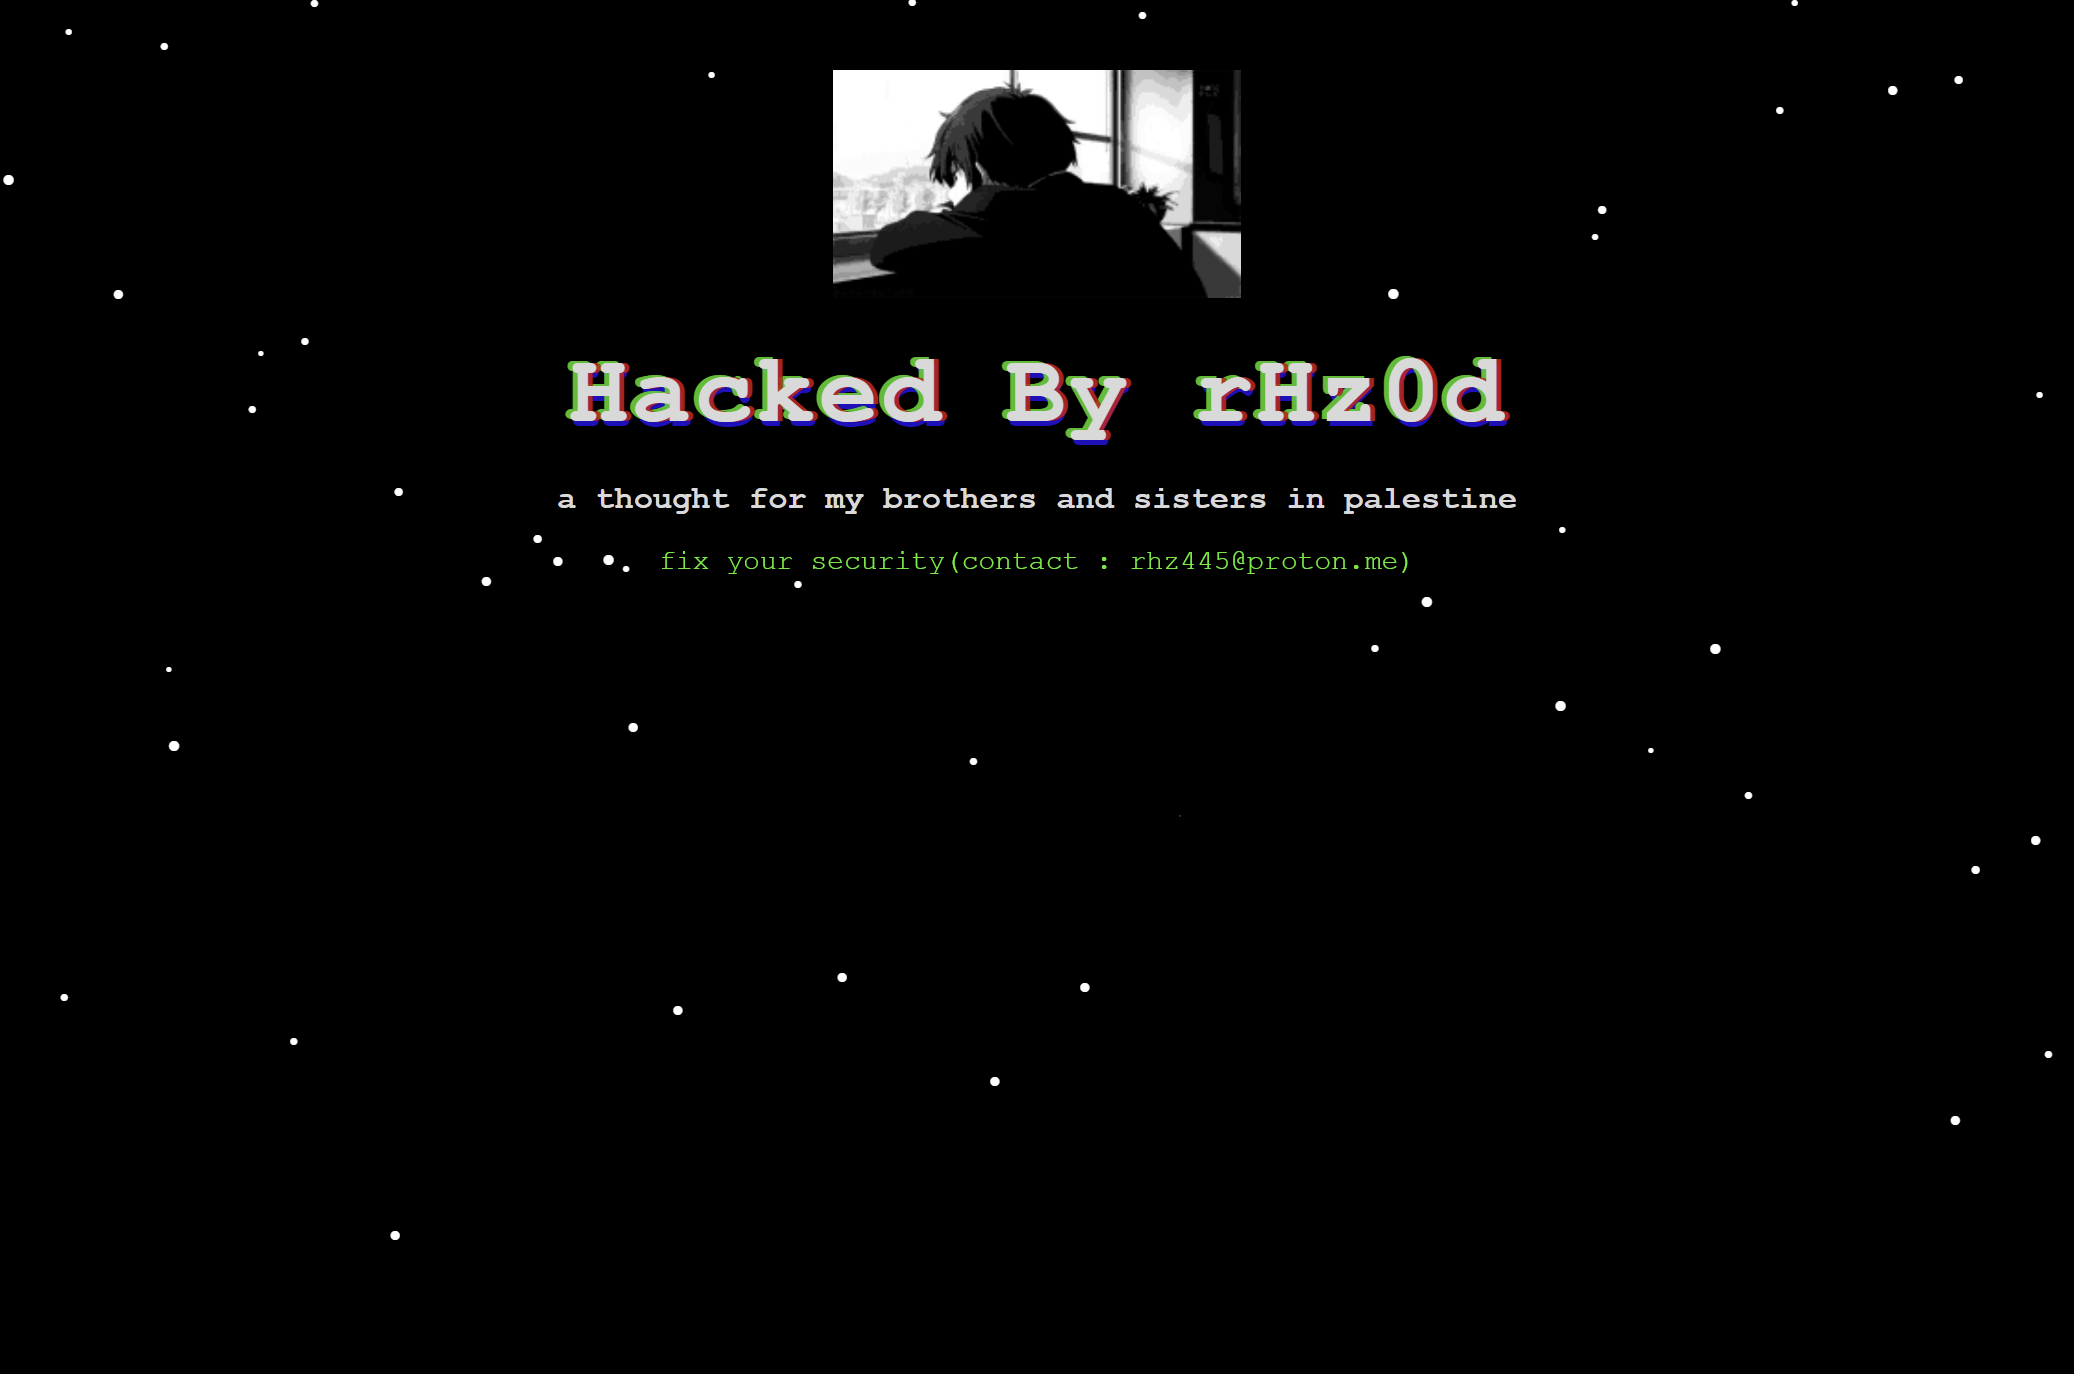 Hacked By rHz0d
a thought for my brothers and sisters in palestine
fix your security(contact : rhz445@proton.me)